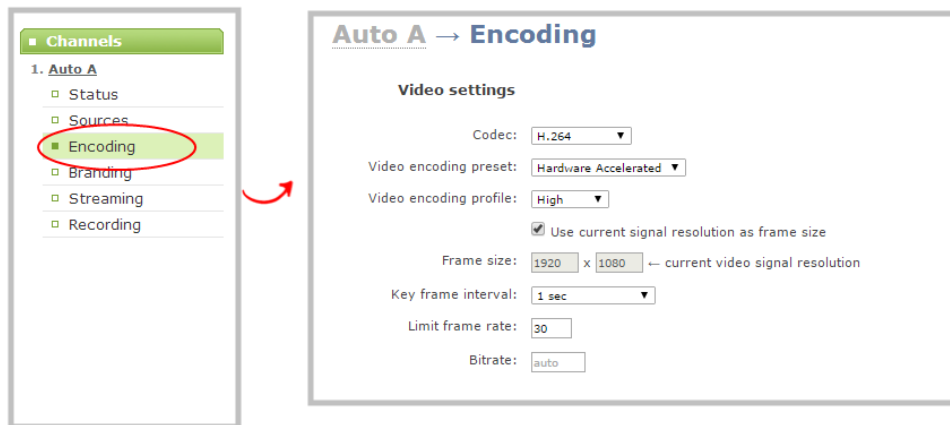 Channels
1. Auto A
Status
Sources
Encoding
Branding
Streaming
Recording
Auto A → Encoding
Video settings
Codec: H.264
Video encoding preset: Hardware Accelerated
Video encoding profile: High
Use current signal resolution as frame size
Frame size: 1920 x 1080 ← current video signal resolution
Key frame interval: 1 sec
Limit frame rate: 30
Bitrate: auto